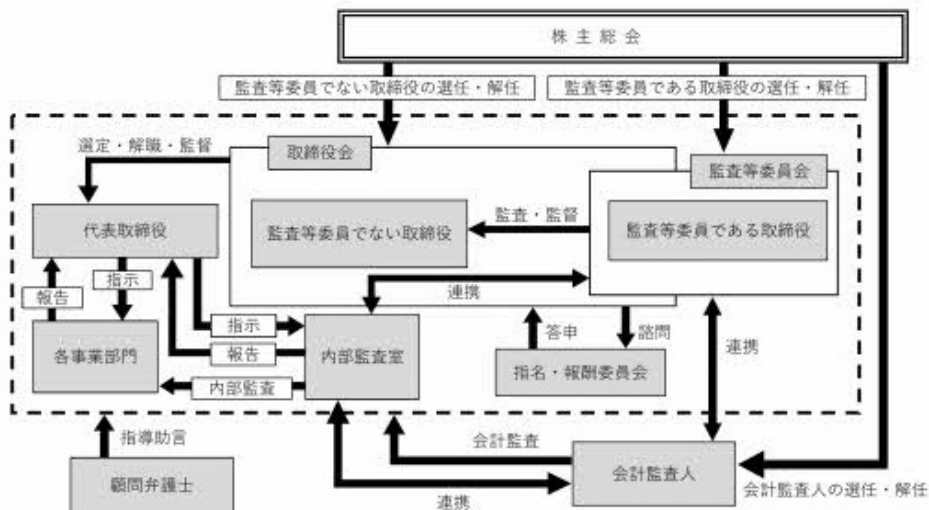 株主総会
監査等委員でない取締役の選任・解任
監査等委員である取締役の選任・解任
選定・解職・監督
取締役会
監査等委員会
代表取締役
監査等委員でない取締役
監査・監督
監査等委員である取締役
報告
指示
連携
指示
報告
内部監査
各事業部門
内部監査室
答申
諮問
指名・報酬委員会
連携
指導助言
会計監査
顧問弁護士
連携
会計監査人
会計監査人の選任・解任